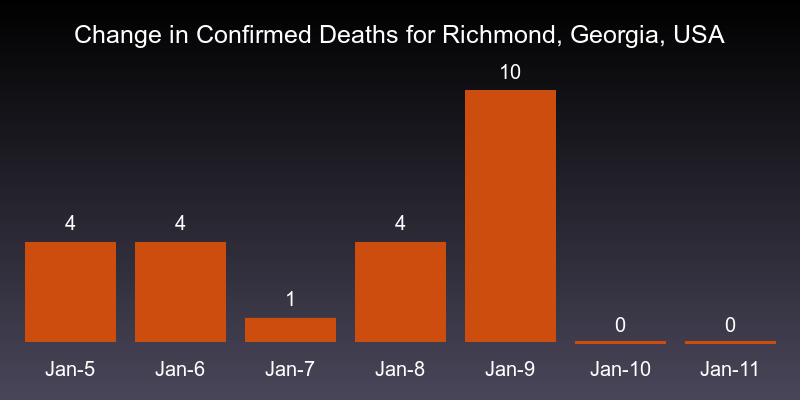 Change in Confirmed Deaths for Richmond, Georgia, USA
10
4 4 4
1
0 0
Jan-5 Jan-6 Jan-7 Jan-8 Jan-9 Jan-10 Jan-11